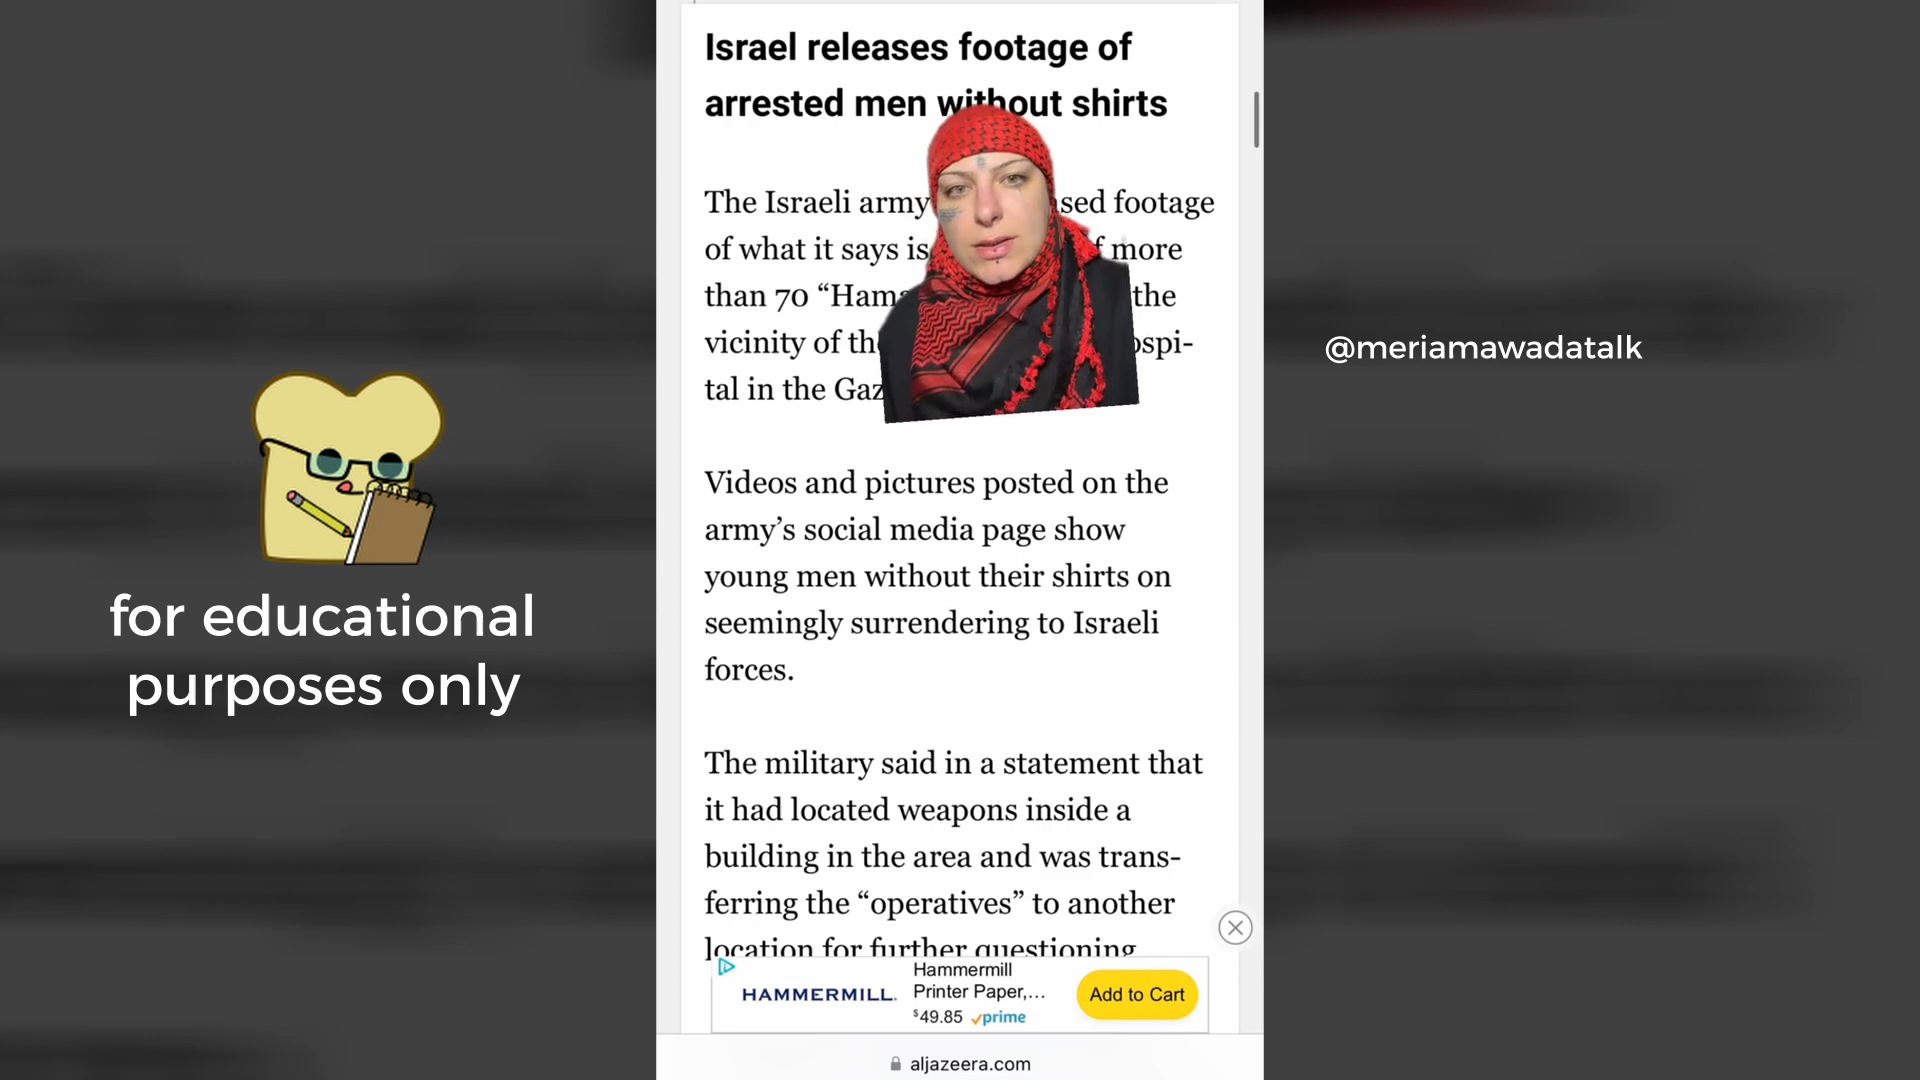 Israel releases footage of
arrested men without shirts
The Israeli army sed footage
of what it says is f more
than 70 “Hama the
vicinity of th ospi-
tal in the Gaz
Videos and pictures posted on the
army’s social media page show
young men without their shirts on
seemingly surrendering to Israeli
forces.
The military said in a statement that
it had located weapons inside a
building in the area and was trans-
ferring the “operatives” to another
location for further questioning
HAMMERMILL.
Hammermill
Printer Paper,...
$49.85 prime
Add to Cart
aljazeera.com
for educational
purposes only
@meriamawadatalk